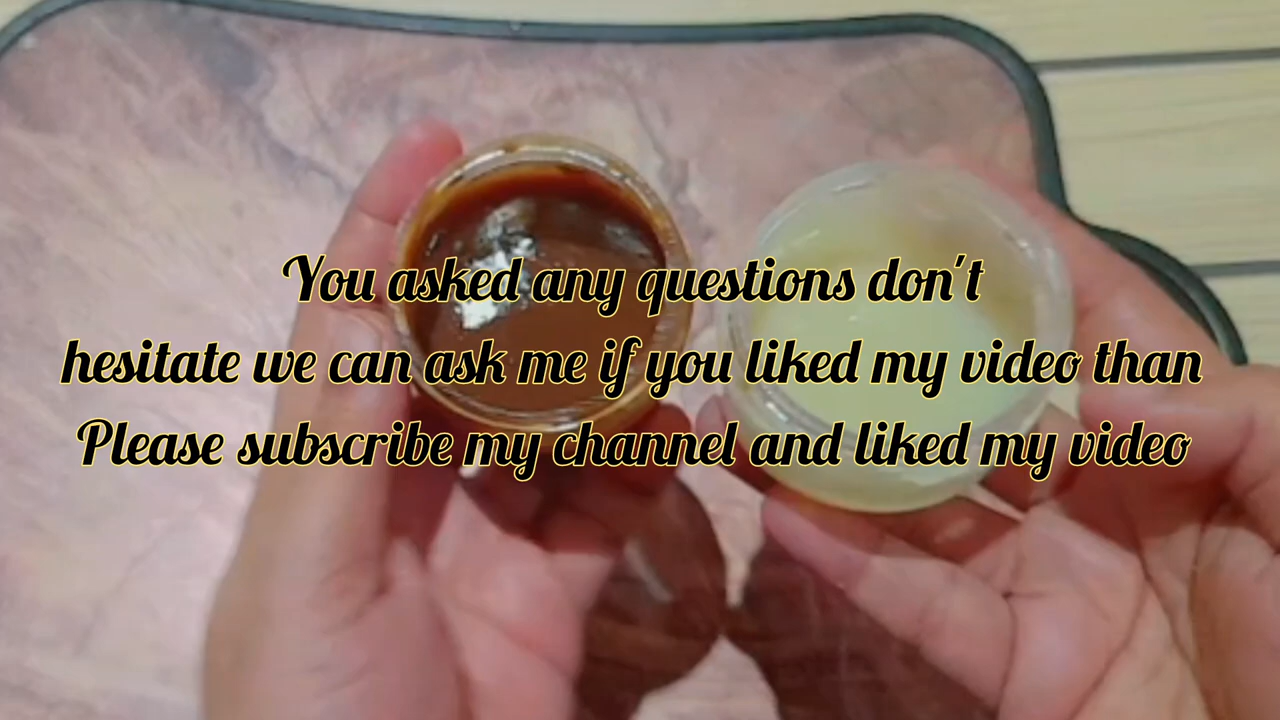 You asked any questions don't
hesitate we can ask me if you liked my video than
Please subscribe my channel and liked my video